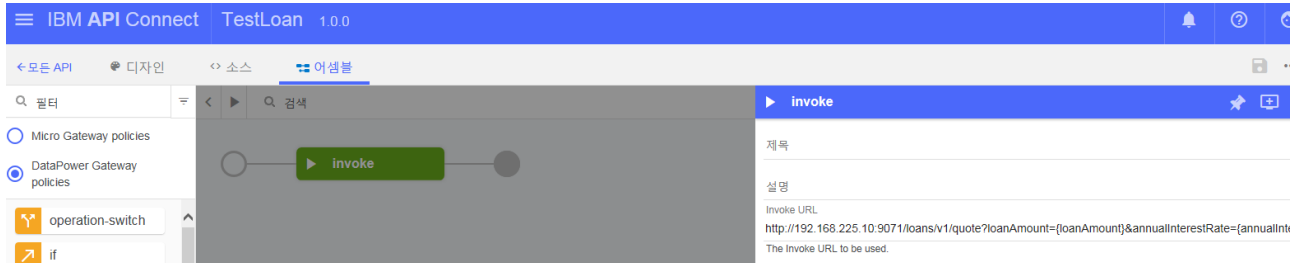 IBM API Connect TestLoan 1.0.0
모든 API 디자인 소스 어셈블
필터 검색 invoke
Micro Gateway policies
제목
invoke
DataPower Gateway
policies
설명
Invoke URL
operation-switch
http://192.168.225.10:9071/loans/v1/quote?loanAmount={loanAmount}&annualInterestRate={annualInte
if
The Invoke URL to be used.